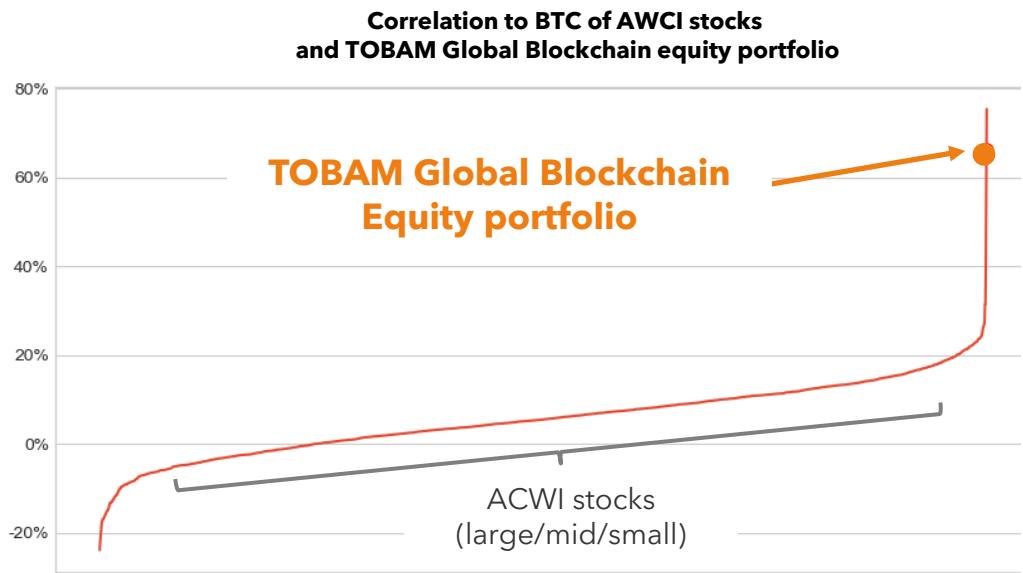 Correlation to BTC of AWCI stocks
and TOBAM Global Blockchain equity portfolio
80%
TOBAM Global Blockchain
Equity portfolio
60%
40%
20%
0%
ACWI stocks
(large/mid/small)
-20%